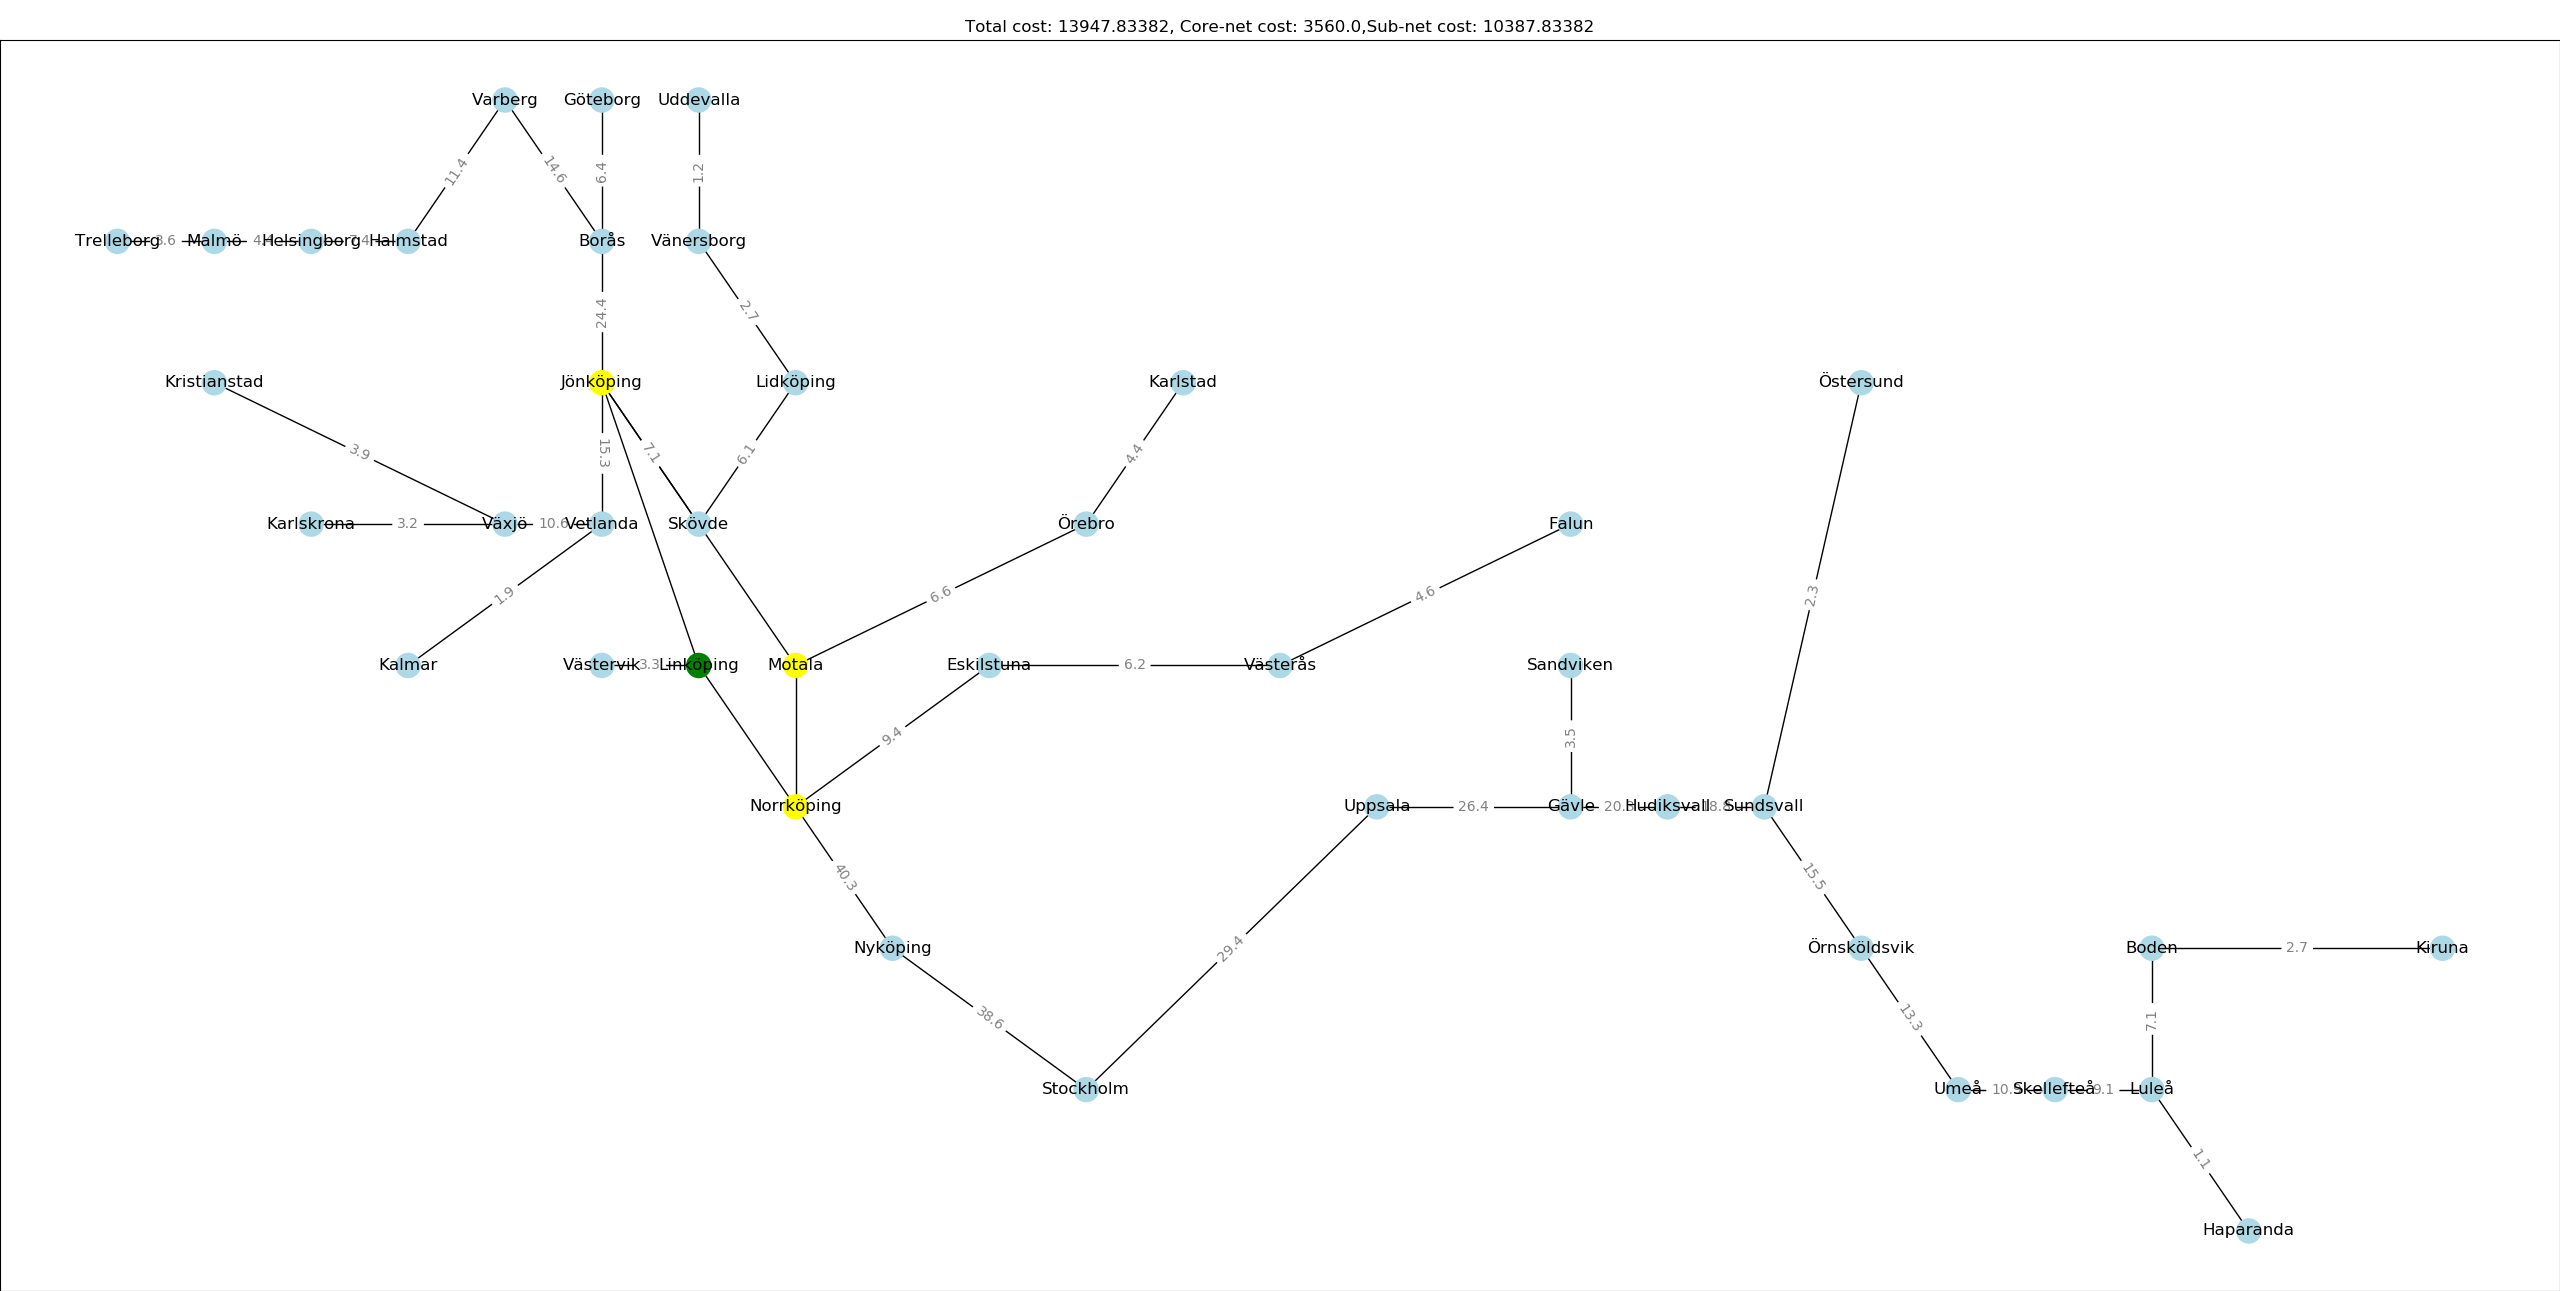 Total cost: 13947.83382, Core-net cost: 3560.0,Sub-net cost: 10387.83382
Varberg Göteborg Uddevalla
11.4 14.6 6.4 1.2
Trelleborg 3.6 Malmö Helsingborg 7.4 Halmstad Borås Vänersborg
24.4 2.7
Kristianstad Jönköping Lidköping Karlstad Östersund
3.9 15.3 7.1 6.1 4.4
Karlskrona 3.2 Växjö 10.6 Vetlanda Skövde Örebro Falun
1.9 6.6 4.6 2.3
Kalmar Västervik 3.3 Linköping Motala Eskilstuna 6.2 Västerås Sandviken
9.4 3.5
Norrköping Uppsala 26.4 Gävle Hudiksvall Sundsvall
40.3 15.5
Nyköping 29.4 Örnsköldsvik Boden 2.7 Kiruna
38.6 13.3 7.1
Stockholm Umeå Skellefteå 9.1 Luleå
1.1
Haparanda